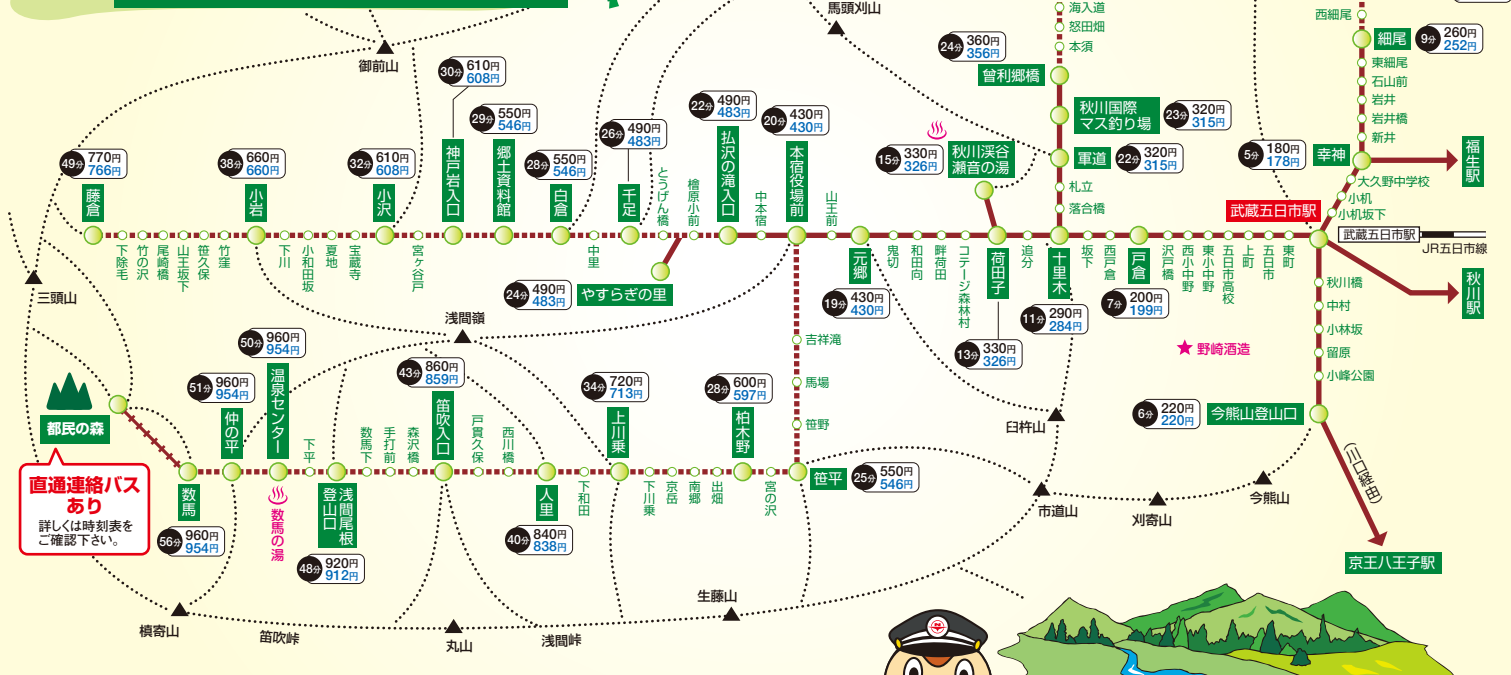 馬頭刈山
海入道
怒田畑
本須
24分 360円
356円
曾利郷橋
秋川国際
マス釣り場
23分 320円
315円
軍道
22分 320円
315円
札立
落合橋
西細尾
細尾
9分 260円
252円
東細尾
石山前
岩井
岩井橋
新井
幸神
5分 180円
178円
福生駅
大久野中学校
小机
小机坂下
武蔵五日市駅
武蔵五日市駅
JR五日市線
秋川駅
御前山
49分 770円
766円
藤倉
下除毛
竹の沢
尾崎橋
山王坂下
笹久保
竹窪
38分 660円
660円
小岩
下川
小和田坂
夏地
宝蔵寺
32分 610円
608円
小沢
宮ヶ谷戸
30分 610円
608円
神戸岩入口
29分 550円
546円
郷土資料館
28分 550円
546円
白倉
中里
26分 490円
483円
千足
とうげん橋
檜原小前
24分 490円
483円
やすらぎの里
22分 490円
483円
払沢の滝入口
中本宿
20分 430円
430円
本宿役場前
山王前
元郷
19分 430円
430円
鬼切
和田向
畔荷田
コテージ森林村
15分 330円
326円
秋川渓谷
瀬音の湯
荷田子
13分 330円
326円
追分
十里木
11分 290円
284円
坂下
西戸倉
戸倉
7分 200円
199円
沢戸橋
西小中野
東小中野
五日市高校
上町
五日市
東町
野崎酒造
秋川橋
中村
小林坂
留原
小峰公園
6分 220円
220円
今熊山登山口
(川口経由)
京王八王子駅
三頭山
浅間嶺
吉祥滝
馬場
笹野
笹平
25分 550円
546円
宮の沢
28分 600円
597円
柏木野
出畑
南郷
京岳
下川乗
34分 720円
713円
上川乗
下和田
人里
40分 840円
838円
西川橋
戸貫久保
43分 860円
859円
笛吹入口
森沢橋
手打前
数馬下
浅間尾根
登山口
48分 920円
912円
下平
50分 960円
954円
温泉センター
数馬の湯
51分 960円
954円
仲の平
数馬
56分 960円
954円
都民の森
直通連絡バス
あり
詳しくは時刻表を
ご確認下さい。
臼杵山
市道山
刈寄山
今熊山
生藤山
浅間峠
丸山
笛吹峠
槙寄山